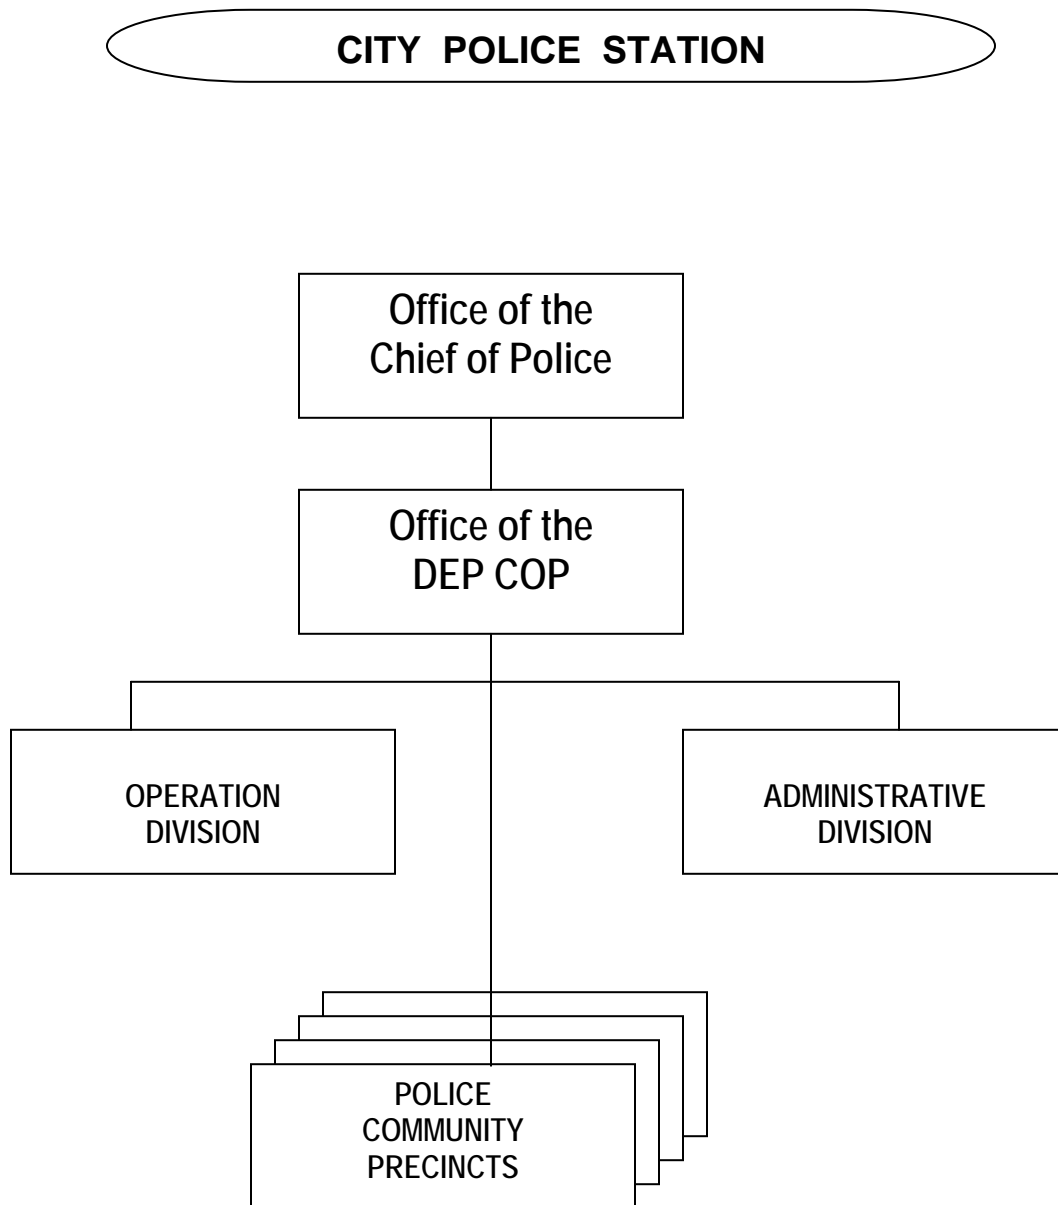 CITY POLICE STATION
Office of the
Chief of Police
Office of the
DEP COP
OPERATION
DIVISION
ADMINISTRATIVE
DIVISION
POLICE
COMMUNITY
PRECINCTS